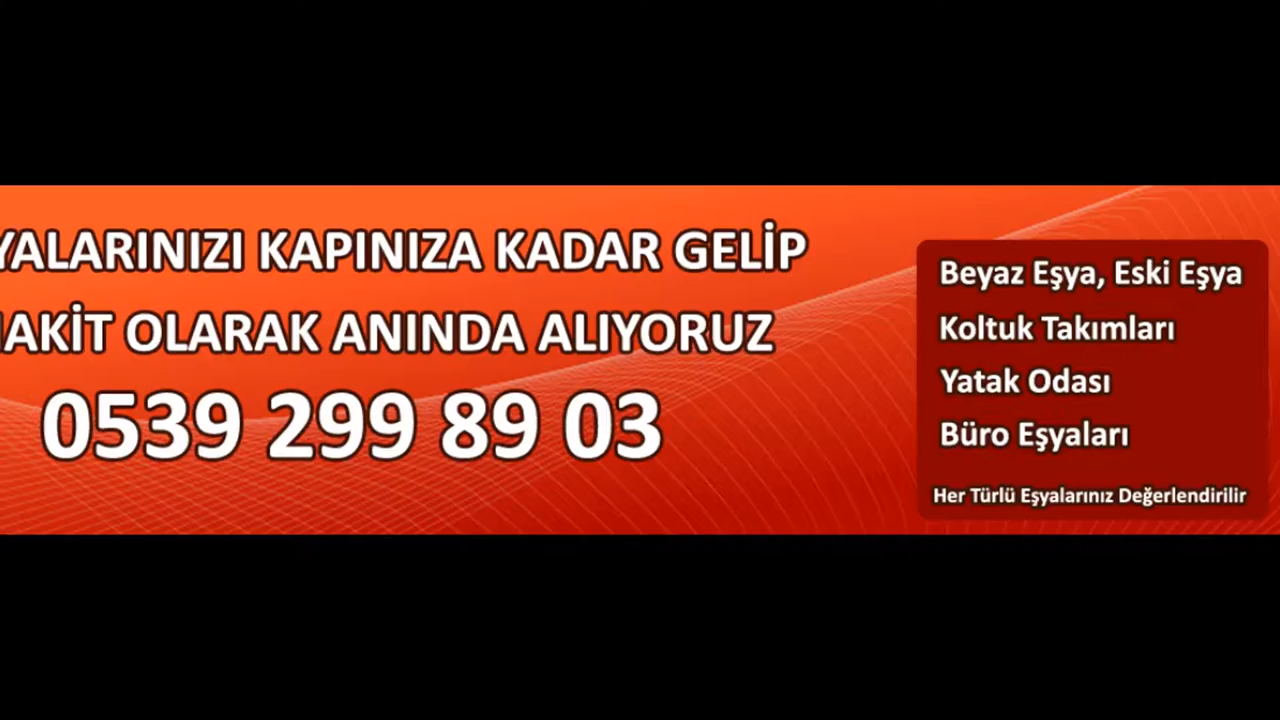 YALARINIZI KAPINIZA KADAR GELİP
AKİT OLARAK ANINDA ALIYORUZ
0539 299 89 03
Beyaz Eşya, Eski Eşya
Koltuk Takımları
Yatak Odası
Büro Eşyaları
Her Türlü Eşyalarınız Değerlendirilir